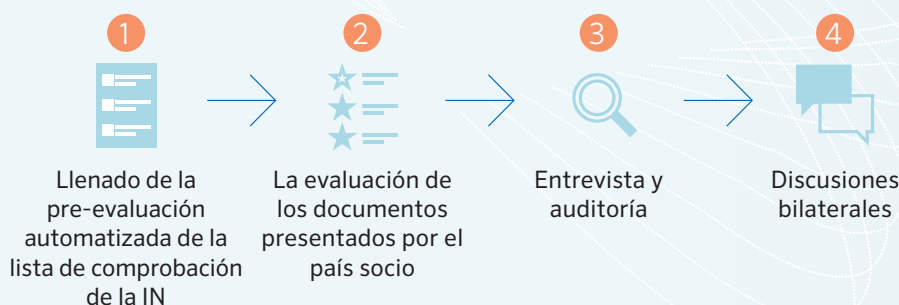 1
Llenado de la
pre-evaluación
automatizada de la
lista de comprobación
de la IN
2
La evaluación de
los documentos
presentados por el
país socio
3
Entrevista y
auditoría
4
Discusiones
bilaterales